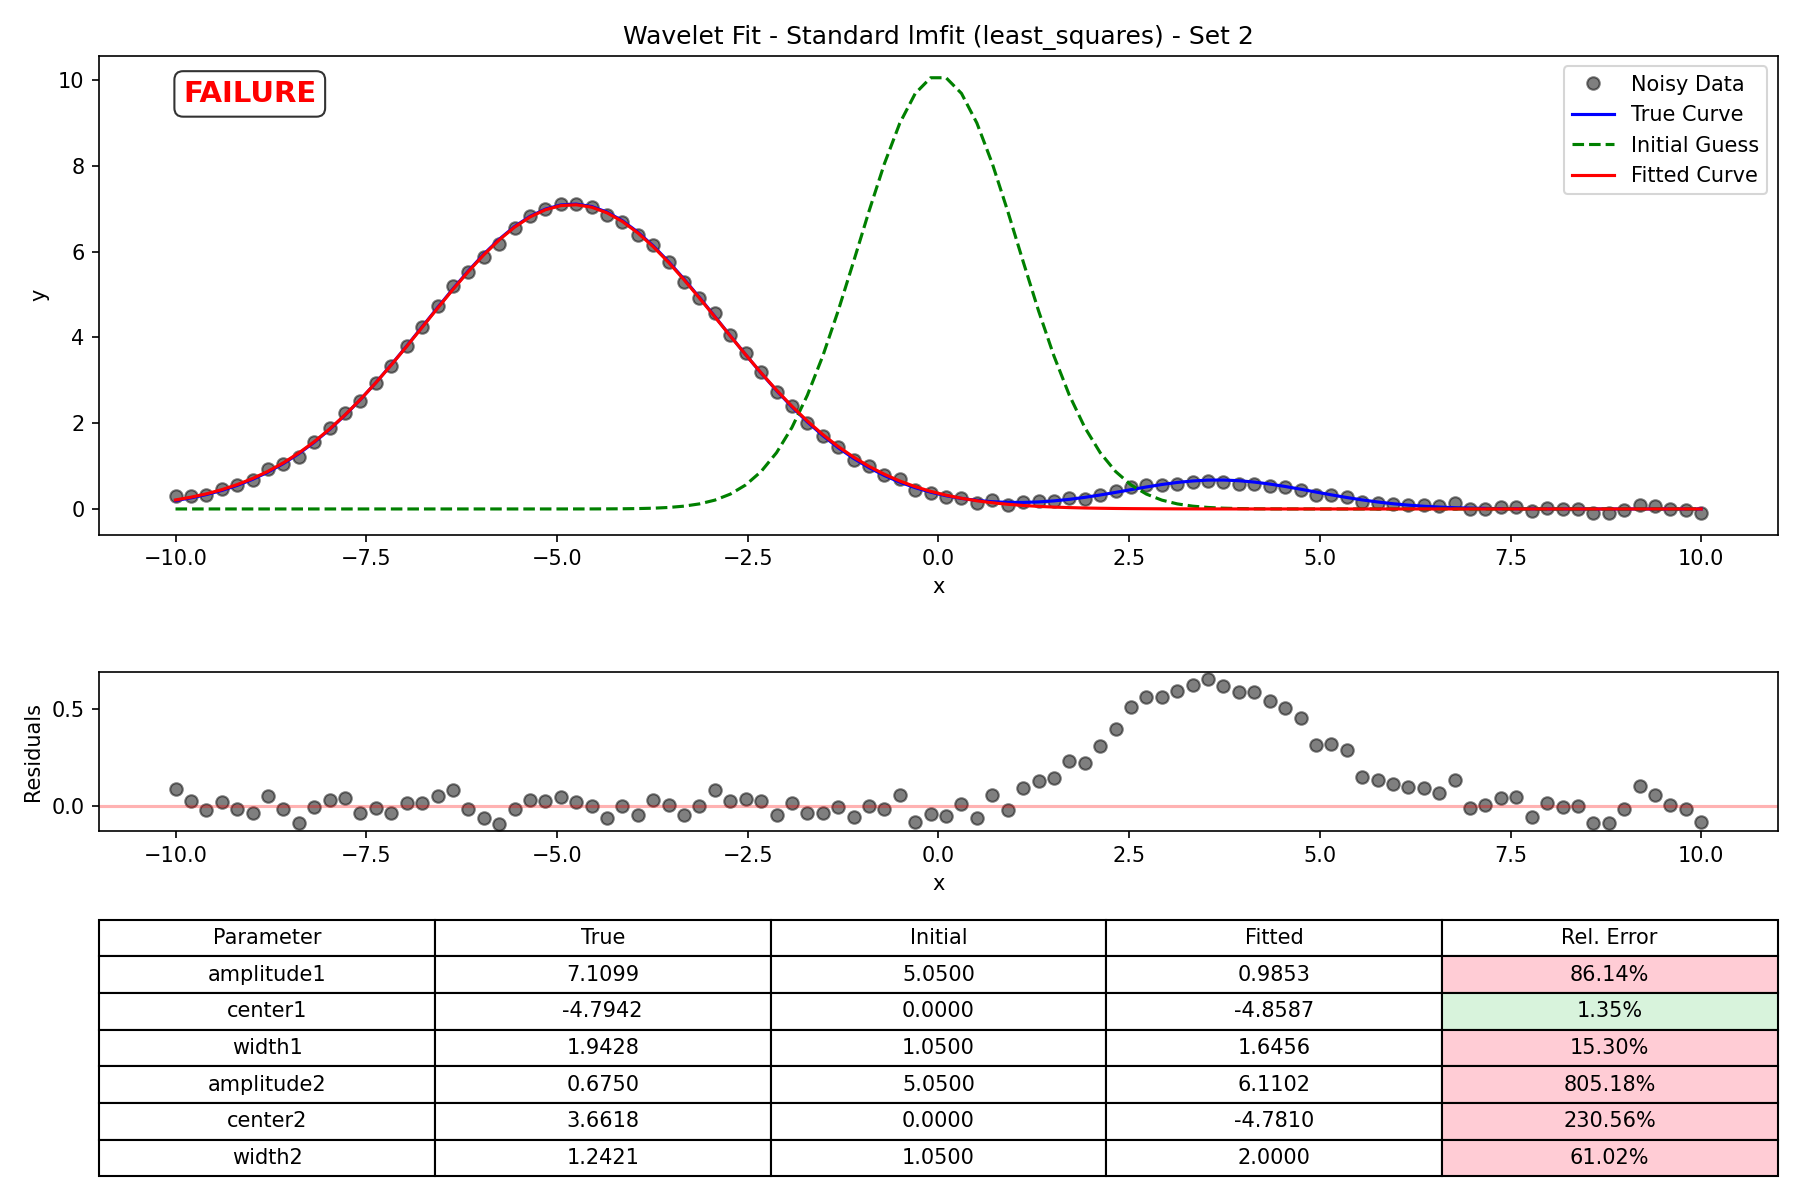 Wavelet Fit - Standard lmfit (least_squares) - Set 2
FAILURE
Noisy Data
True Curve
Initial Guess
Fitted Curve
10
8
6
4
2
0
y
−10.0 −7.5 −5.0 −2.5 0.0 2.5 5.0 7.5 10.0
x
0.5
0.0
Residuals
−10.0 −7.5 −5.0 −2.5 0.0 2.5 5.0 7.5 10.0
x
Parameter True Initial Fitted Rel. Error
amplitude1 7.1099 5.0500 0.9853 86.14%
center1 -4.7942 0.0000 -4.8587 1.35%
width1 1.9428 1.0500 1.6456 15.30%
amplitude2 0.6750 5.0500 6.1102 805.18%
center2 3.6618 0.0000 -4.7810 230.56%
width2 1.2421 1.0500 2.0000 61.02%